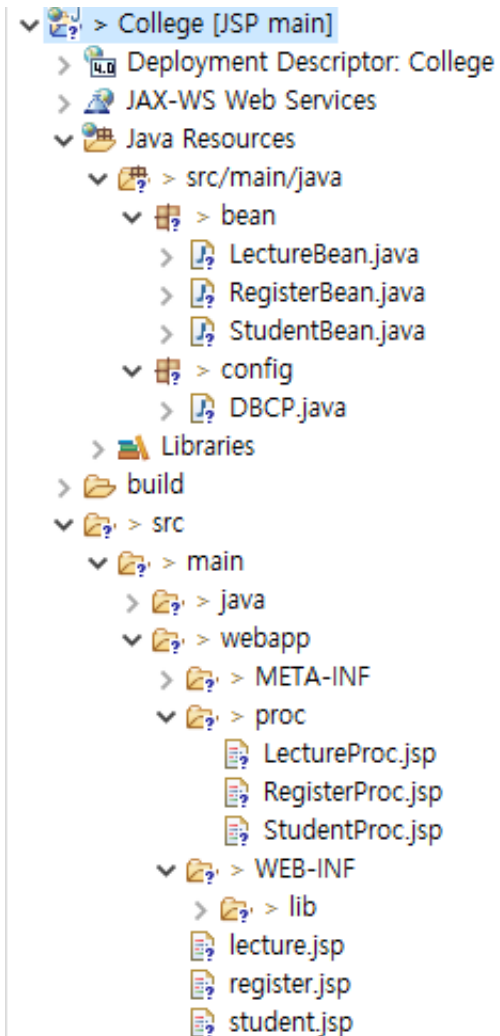 > College [JSP main]
Deployment Descriptor: College
JAX-WS Web Services
Java Resources
> src/main/java
> bean
LectureBean.java
RegisterBean.java
StudentBean.java
> config
DBCP.java
Libraries
build
> src
> main
> java
> webapp
> META-INF
> proc
LectureProc.jsp
RegisterProc.jsp
StudentProc.jsp
> WEB-INF
> lib
lecture.jsp
register.jsp
student.jsp